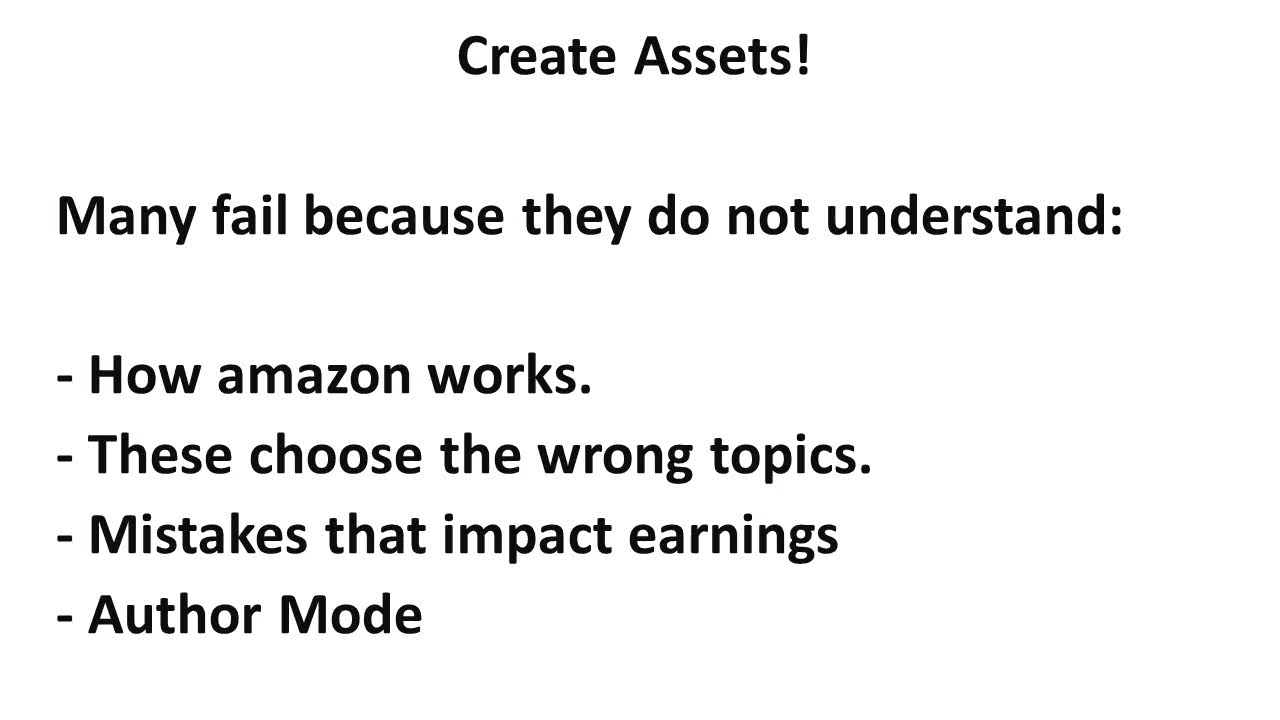 Create Assets!
Many fail because they do not understand:
- How amazon works.
- These choose the wrong topics.
- Mistakes that impact earnings
- Author Mode